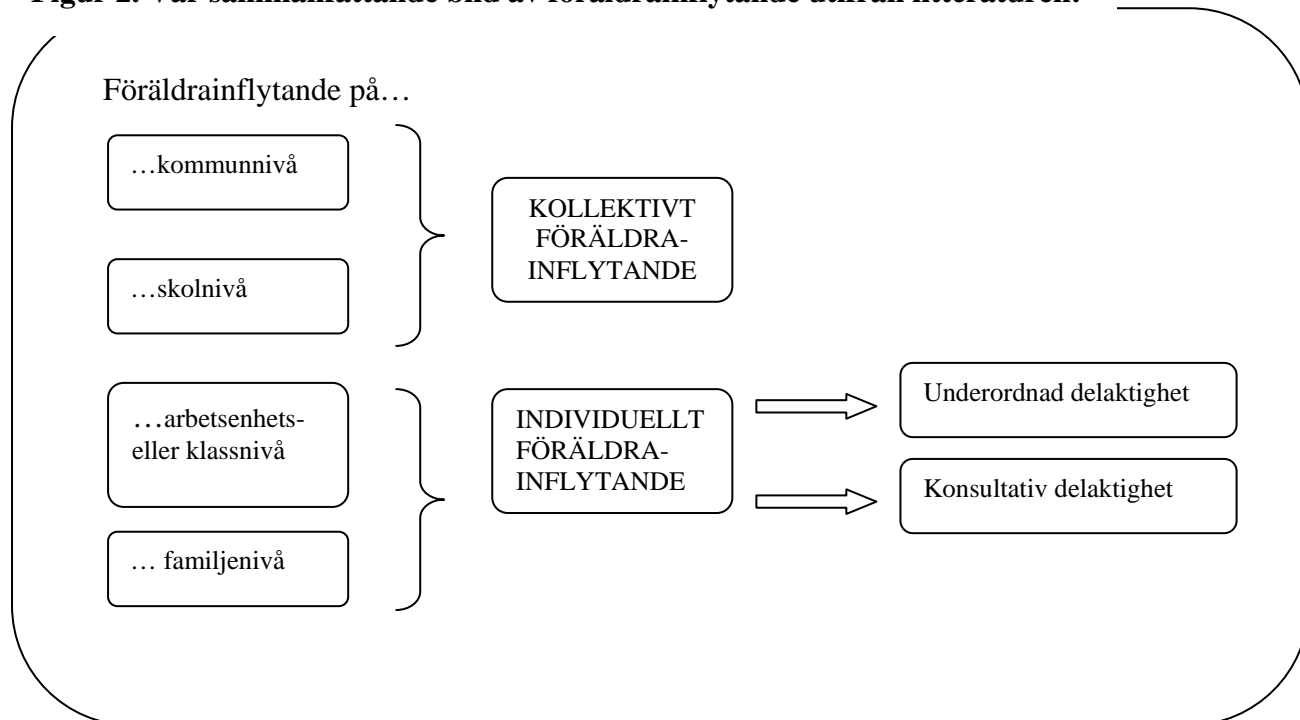 Föräldrainflytande på…
…kommunnivå
…skolnivå
KOLLEKTIVT
FÖRÄLDRA-
INFLYTANDE
…arbetsenhets-
eller klassnivå
… familjenivå
INDIVIDUELLT
FÖRÄLDRA-
INFLYTANDE
Underordnad delaktighet
Konsultativ delaktighet